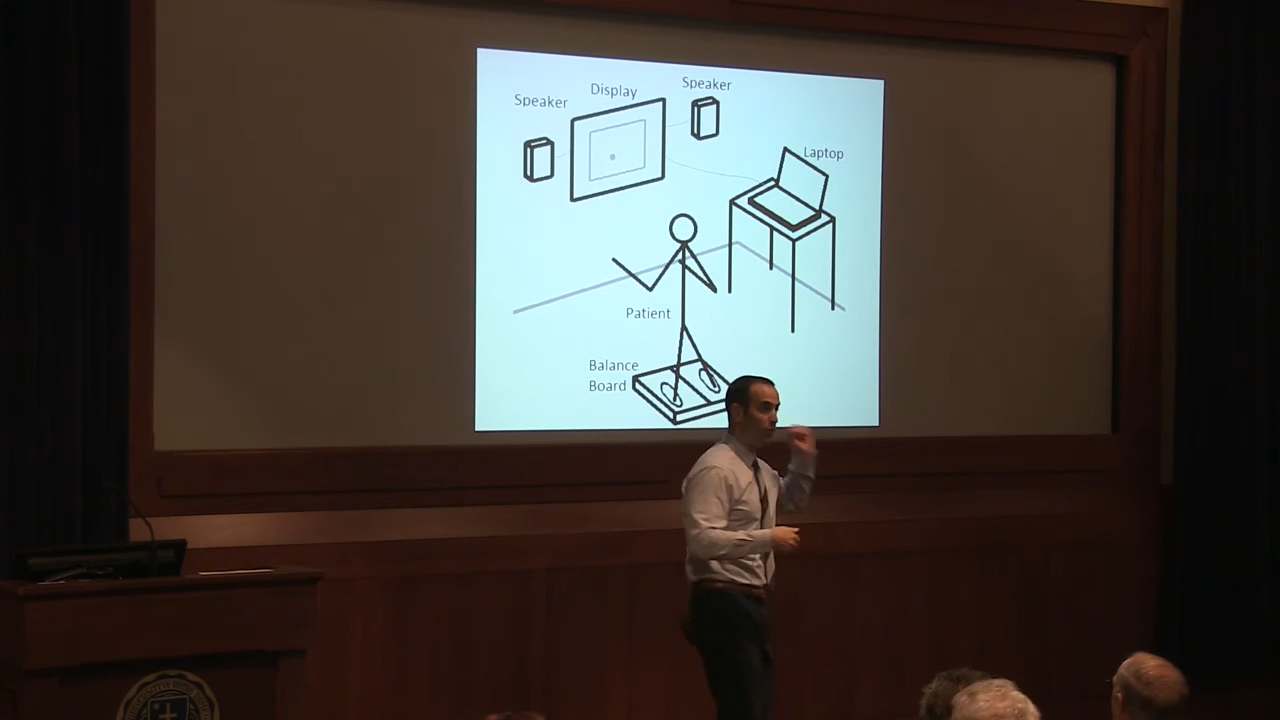 Speaker
Display
Speaker
Laptop
Patient
Balance
Board